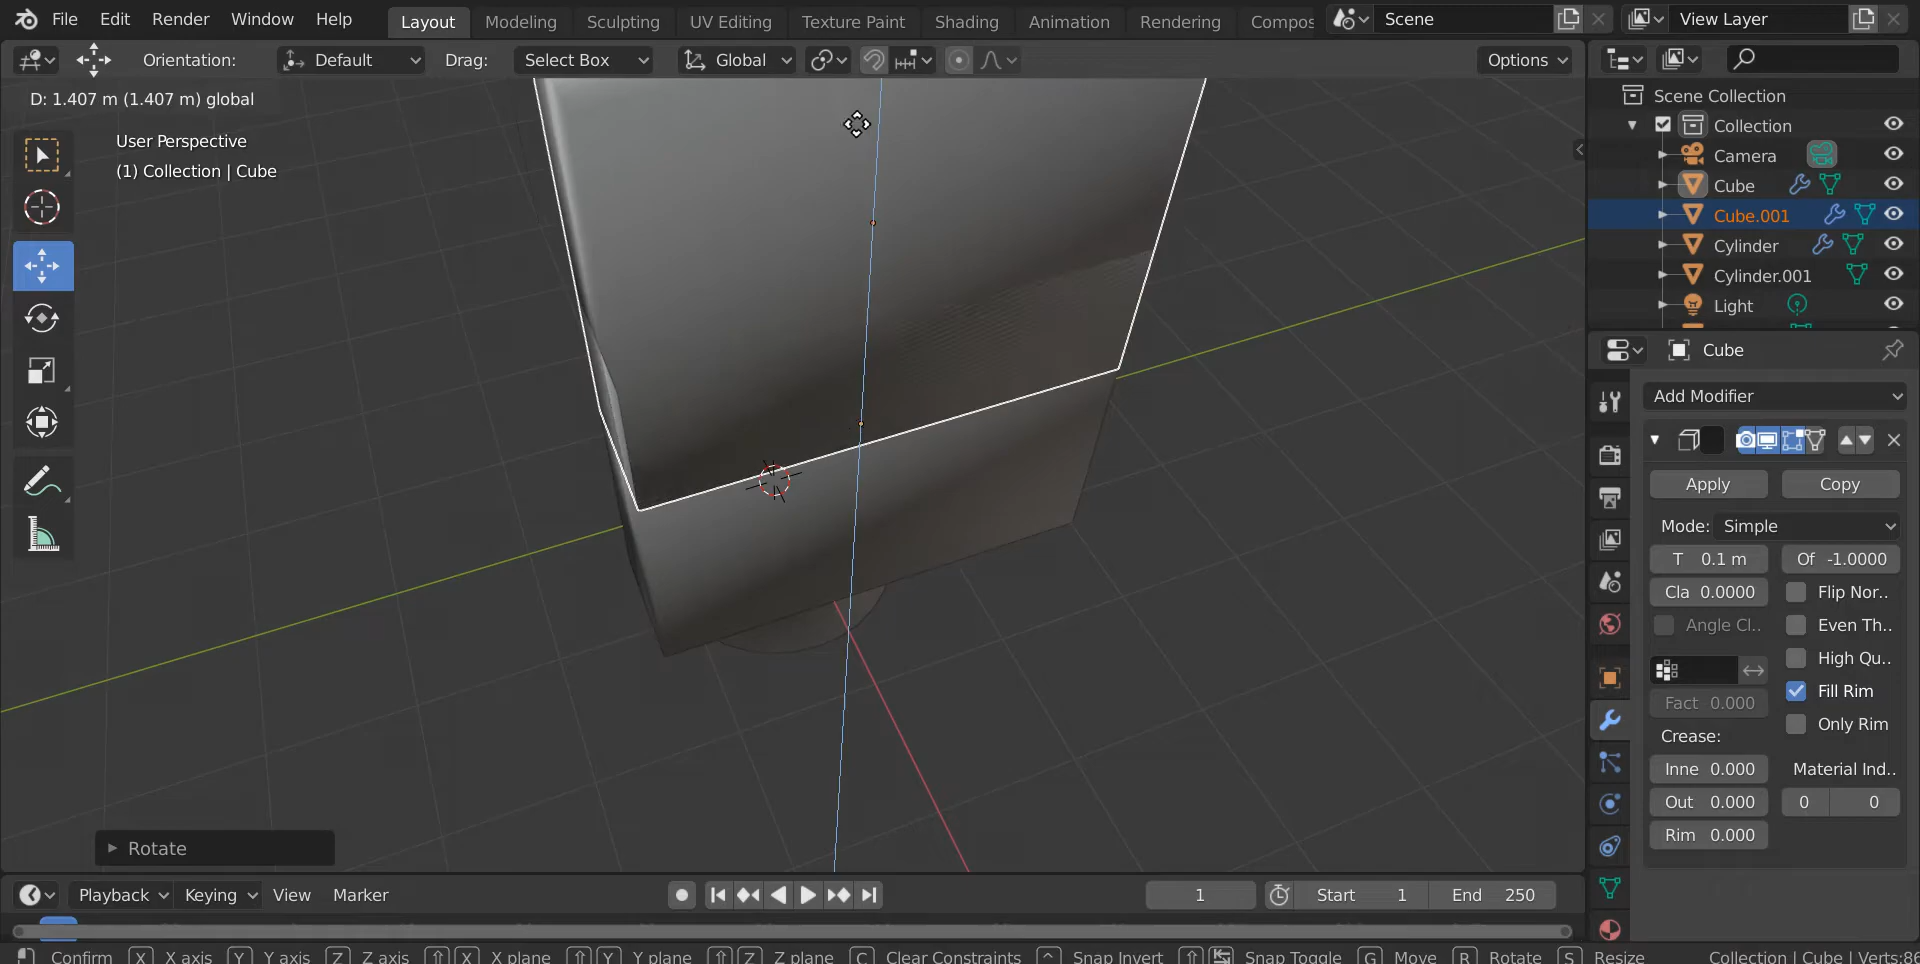 File Edit Render Window Help Layout Modeling Sculpting UV Editing Texture Paint Shading Animation Rendering Compos Scene View Layer
Orientation: Default Drag: Select Box Global Options
D: 1.407 m (1.407 m) global
User Perspective
(1) Collection | Cube
Scene Collection
Collection
Camera
Cube
Cube.001
Cylinder
Cylinder.001
Light
Cube
Add Modifier
Apply Copy
Mode: Simple
T 0.1 m Of -1.0000
Cla 0.0000 Flip Nor..
Angle Cl.. Even Th..
High Qu..
Fill Rim
Fact 0.000 Only Rim
Crease:
Inne 0.000 Material Ind..
Out 0.000 0 0
Rim 0.000
Rotate
Playback Keying View Marker 1 Start 1 End 250
Confirm X X axis Y Y axis Z Z axis X X plane Y Y plane Z Z plane C Clear Constraints ^ Snap Invert Snap Toggle G Move R Rotate S Resize Collection | Cube | Verts:86